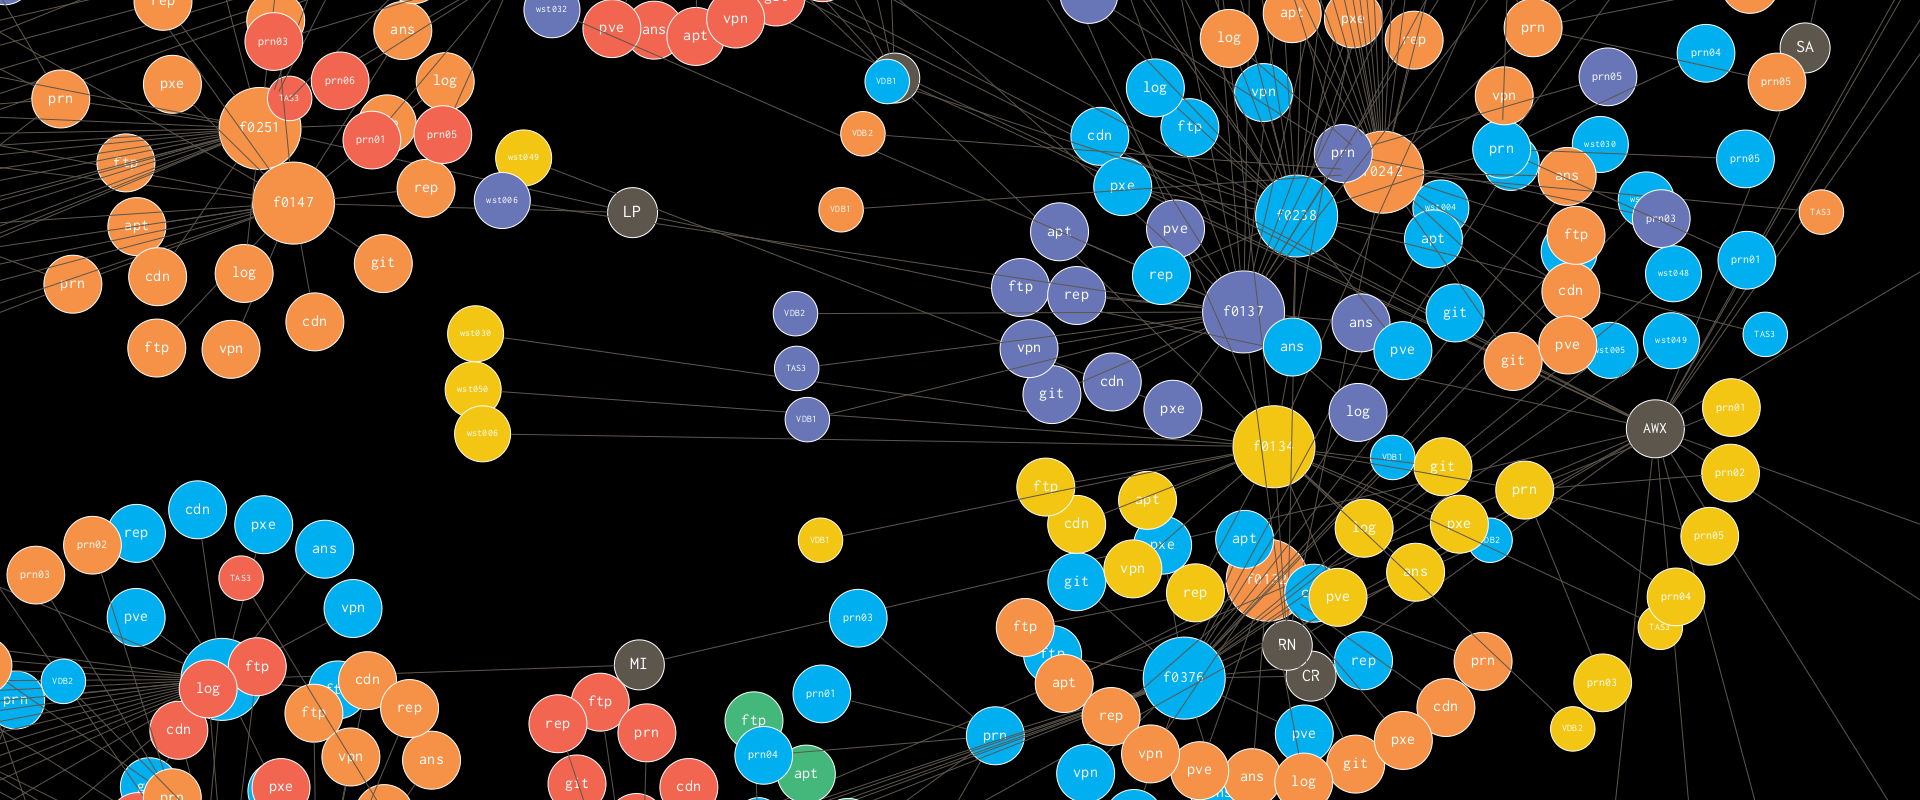 rep
wst032
pve
ans
apt
vpn
prn03
ans
log
apt
pxe
rep
prn
SA
prn04
prn05
prn05
pxe
prn06
log
TAS3
prn
VDB1
log
vpn
vpn
f0251
prn01
prn05
VDB2
cdn
ftp
prn
prn
wst030
prn05
ftp
wst049
rep
pxe
f0242
ans
f0147
wst006
LP
VDB1
f0238
wst004
prn03
TAS3
apt
apt
pve
apt
ftp
cdn
log
git
rep
prn01
wst048
prn
ftp
rep
cdn
cdn
VDB2
f0137
ans
git
TAS3
ftp
vpn
wst030
vpn
ans
pve
git
pve
wst005
wst049
TAS3
wst050
git
cdn
pxe
log
prn01
wst006
VDB1
f0134
AWX
VDB1
git
prn02
cdn
pxe
ftp
apt
prn
rep
prn02
ans
VDB1
cdn
pxe
apt
log
pxe
prn05
prn03
TAS3
git
vpn
ans
pve
vpn
rep
pve
prn04
TAS3
prn03
ftp
RN
MI
ftp
rep
prn
VDB2
log
cdn
f0376
CR
apt
prn03
prn
prn01
ftp
ftp
rep
cdn
rep
cdn
rep
prn
ftp
prn
pve
pxe
VDB2
vpn
ans
prn04
apt
vpn
vpn
pve
ans
log
git
pxe
git
cdn
prn